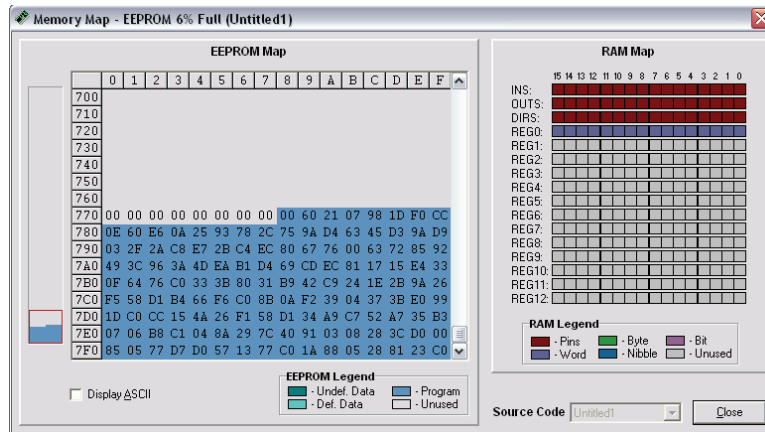 Memory Map - EEPROM 6% Full (Untitled1)
EEPROM Map
0 1 2 3 4 5 6 7 8 9 A B C D E F
700
710
720
730
740
750
760
770 00 00 00 00 00 00 00 00 00 60 21 07 98 1D F0 CC
780 0E 60 E6 0A 25 93 78 2C 75 9A D4 63 45 D3 9A D9
790 03 2F 2A C8 E7 2B C4 EC 80 67 76 00 63 72 85 92
7A0 49 3C 96 3A 4D EA B1 D4 69 CD EC 81 17 15 E4 33
7B0 0F 64 76 C0 33 3B 80 31 B9 42 C9 24 1E 2B 9A 26
7C0 F5 58 D1 B4 66 F6 C0 8B 0A F2 39 04 37 3B E0 99
7D0 1D C0 CC 15 4A 26 F1 58 D1 34 A9 C7 52 A7 35 B3
7E0 07 06 B8 C1 04 8A 29 7C 40 91 03 08 28 3C D0 00
7F0 85 05 77 D7 D0 57 13 77 C0 1A 88 05 28 81 23 C0
Display ASCII
EEPROM Legend
- Undef. Data - Program
- Def. Data - Unused
RAM Map
15 14 13 12 11 10 9 8 7 6 5 4 3 2 1 0
INS:
OUTS:
DIRS:
REG0:
REG1:
REG2:
REG3:
REG4:
REG5:
REG6:
REG7:
REG8:
REG9:
REG10:
REG11:
REG12:
RAM Legend
- Pins - Byte - Bit
- Word - Nibble - Unused
Source Code Untitled1 Close